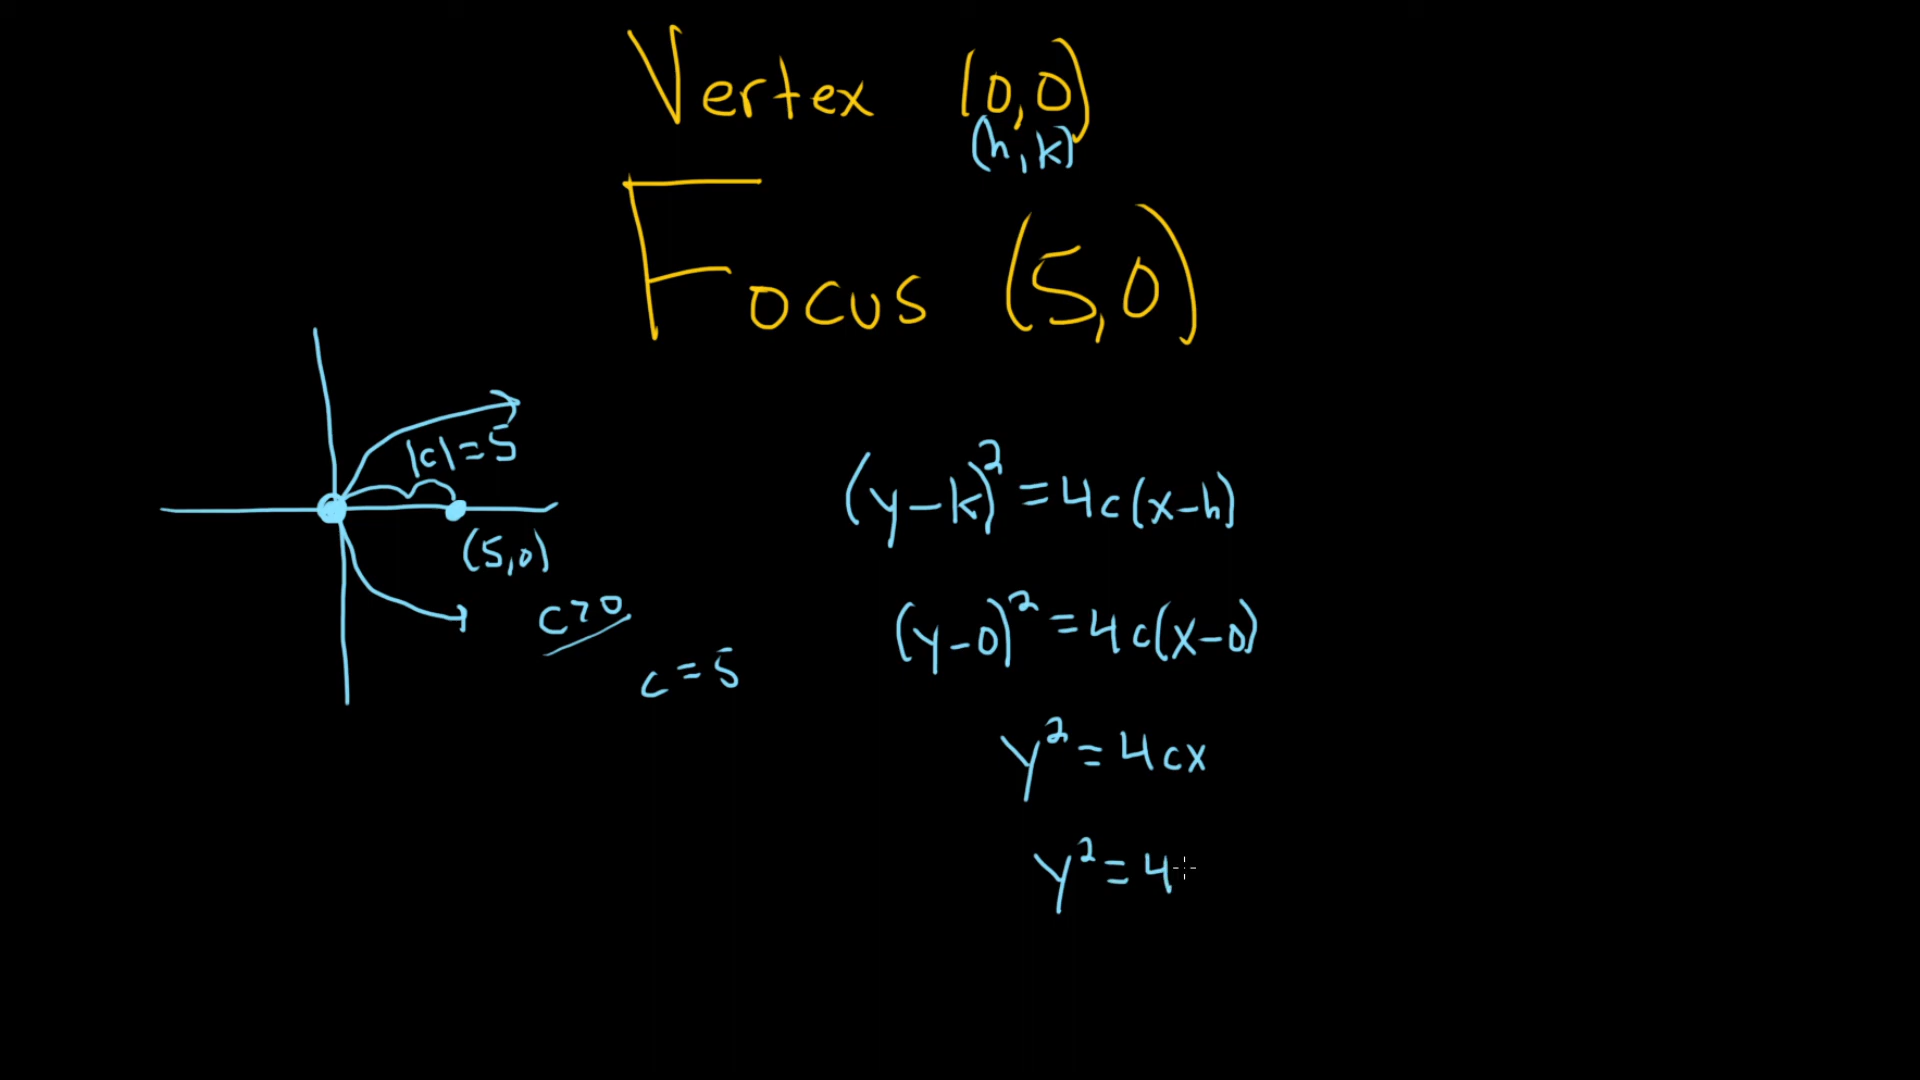 Vertex (0,0)
(h,k)
Focus (5,0)
|c|=5
(5,0)
c>0
c=5
(y-k)²=4c(x-h)
(y-0)²=4c(x-0)
y²=4cx
y²=4